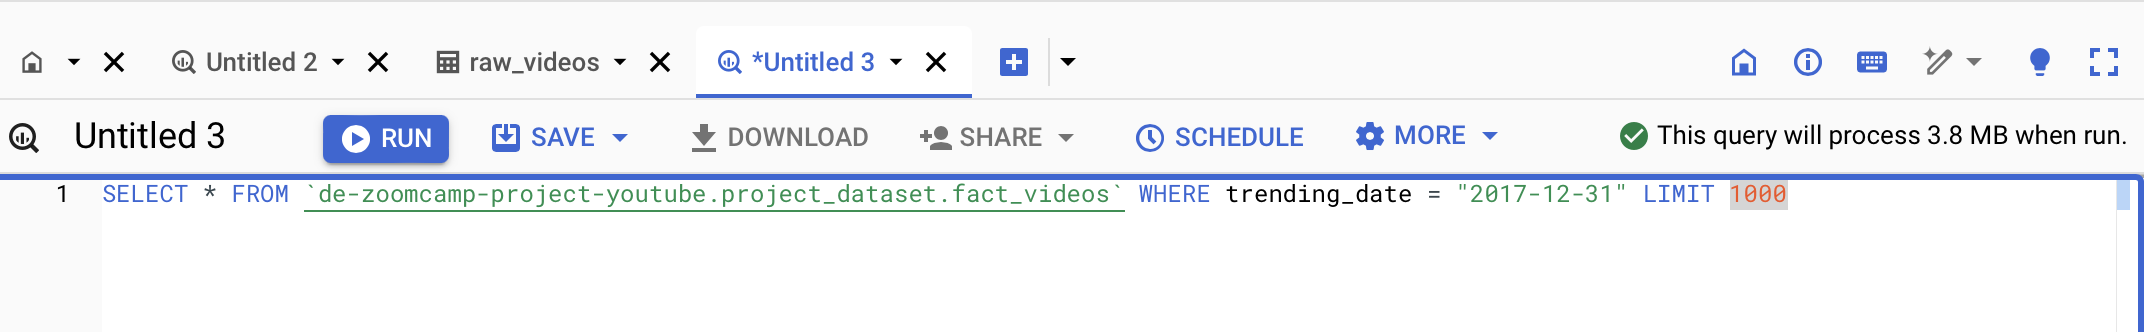 Untitled 2 raw_videos *Untitled 3
Untitled 3 RUN SAVE DOWNLOAD SHARE SCHEDULE MORE This query will process 3.8 MB when run.
1 SELECT * FROM `de-zoomcamp-project-youtube.project_dataset.fact_videos` WHERE trending_date = "2017-12-31" LIMIT 1000